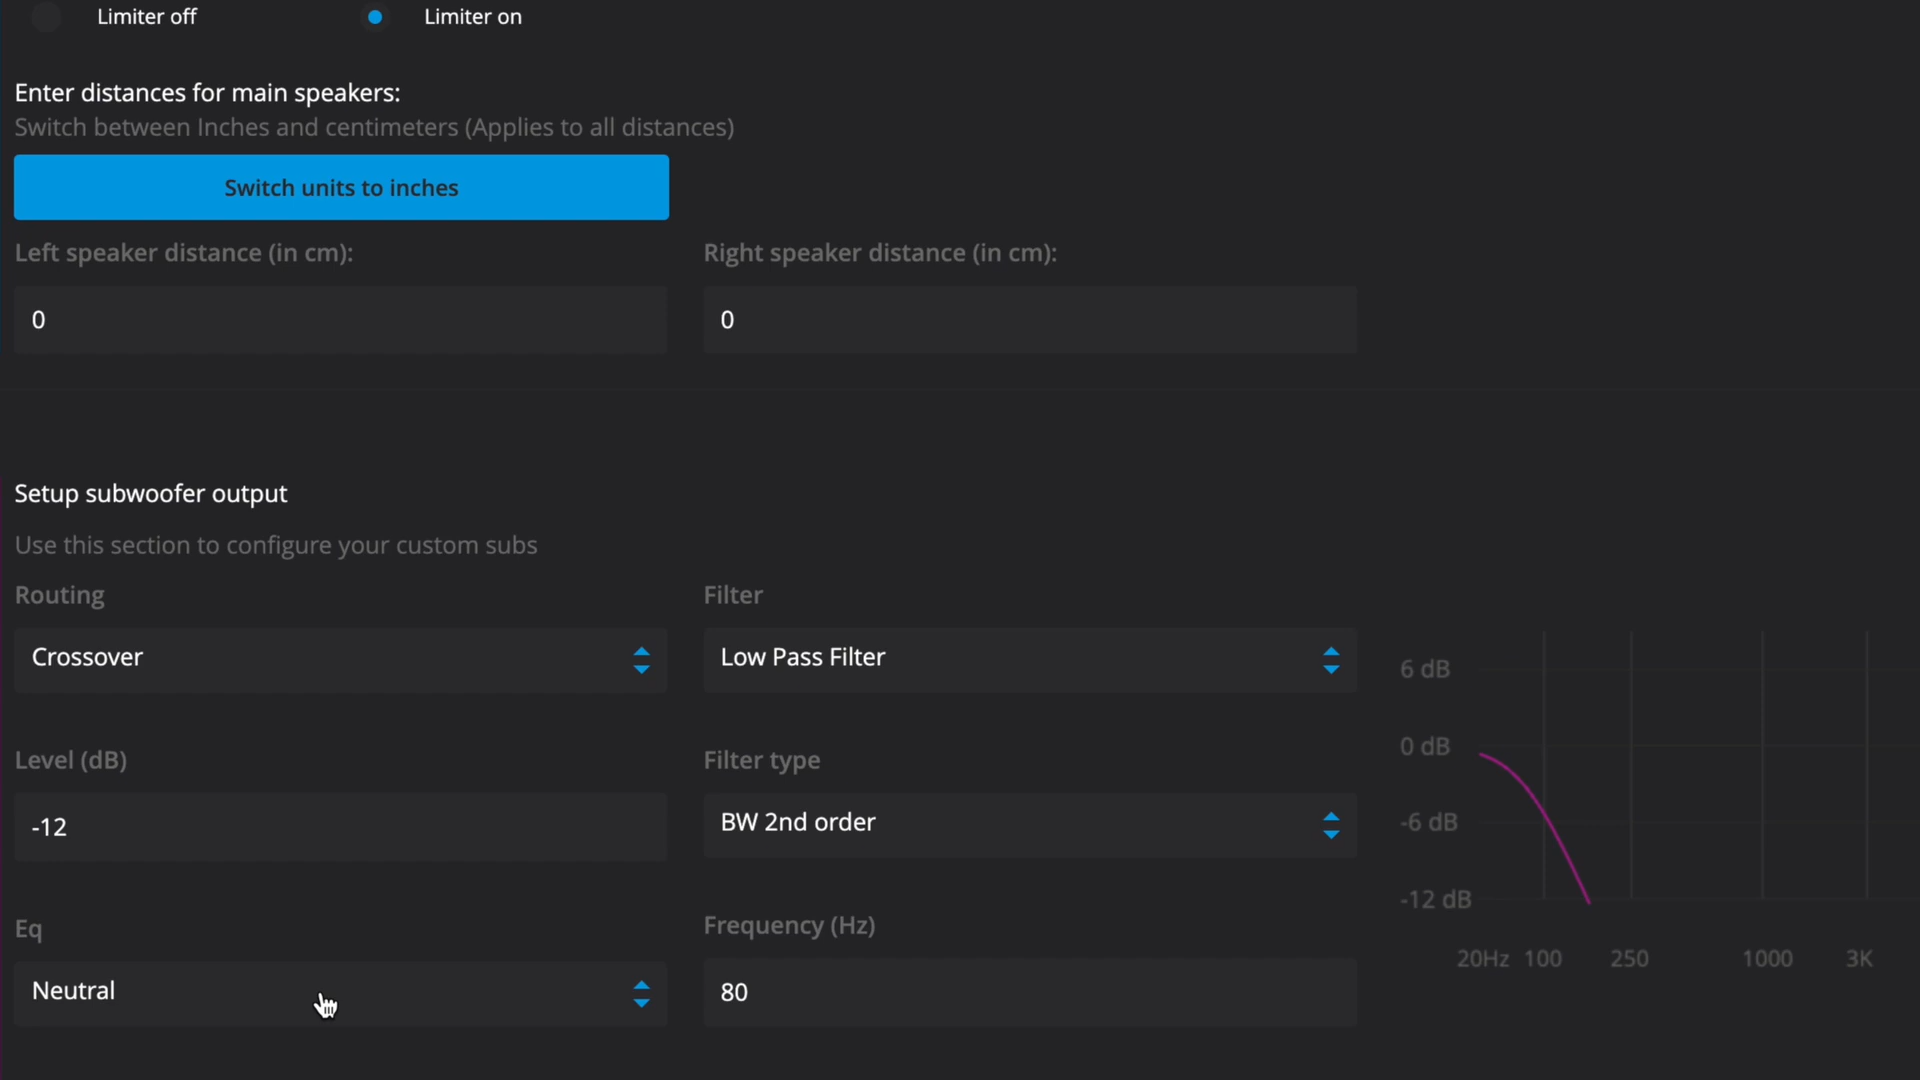 Limiter off
Limiter on
Enter distances for main speakers:
Switch between Inches and centimeters (Applies to all distances)
Switch units to inches
Left speaker distance (in cm):
Right speaker distance (in cm):
0
0
Setup subwoofer output
Use this section to configure your custom subs
Routing
Filter
Crossover
Low Pass Filter
Level (dB)
Filter type
-12
BW 2nd order
Eq
Frequency (Hz)
Neutral
80
6 dB
0 dB
-6 dB
-12 dB
20Hz 100 250 1000 3K